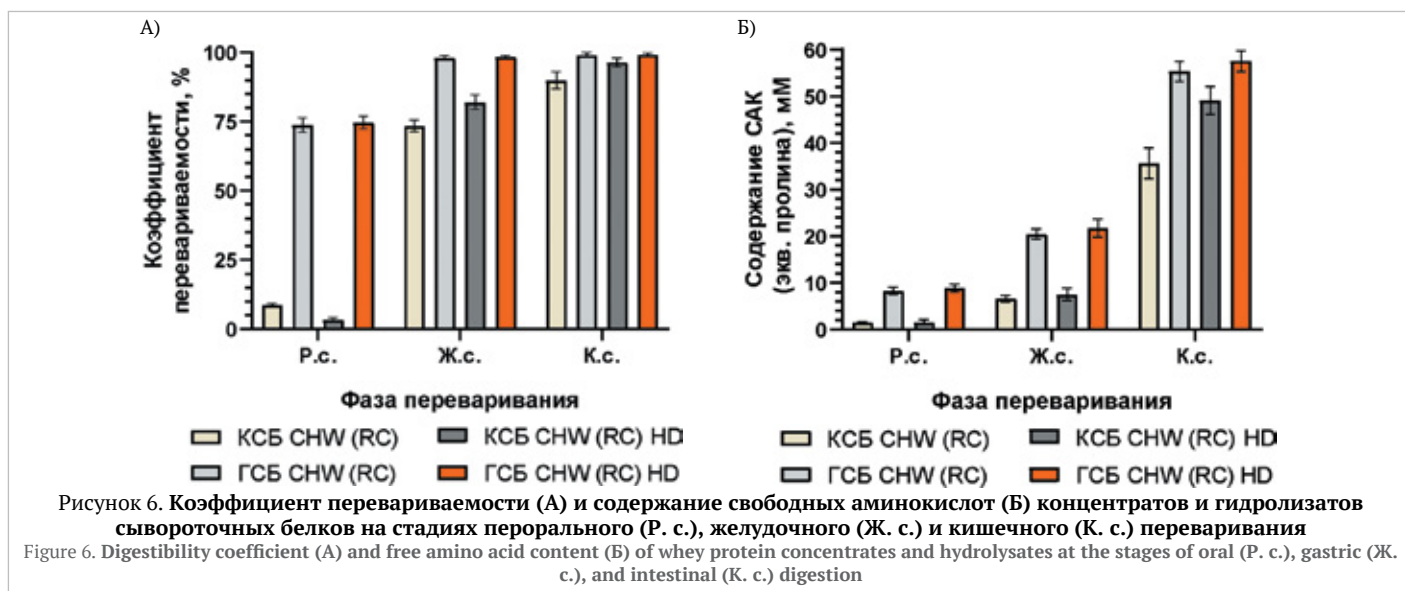 А)
Коэффициент
перевариваемости, %
100
75
50
25
0
Р.с.
Ж.с.
К.с.
Фаза переваривания
КСБ CHW (RC)
КСБ CHW (RC) HD
ГСБ CHW (RC)
ГСБ CHW (RC) HD
Б)
Содержание САК
(экв. пролина), мМ
60
50
40
30
20
10
0
Р.с.
Ж.с.
К.с.
Фаза переваривания
КСБ CHW (RC)
КСБ CHW (RC) HD
ГСБ CHW (RC)
ГСБ CHW (RC) HD
Рисунок 6. Коэффициент перевариваемости (А) и содержание свободных аминокислот (Б) концентратов и гидролизатов
сывороточных белков на стадиях перорального (Р. с.), желудочного (Ж. с.) и кишечного (К. с.) переваривания
Figure 6. Digestibility coefficient (А) and free amino acid content (Б) of whey protein concentrates and hydrolysates at the stages of oral (Р. с.), gastric (Ж.
с.), and intestinal (К. с.) digestion